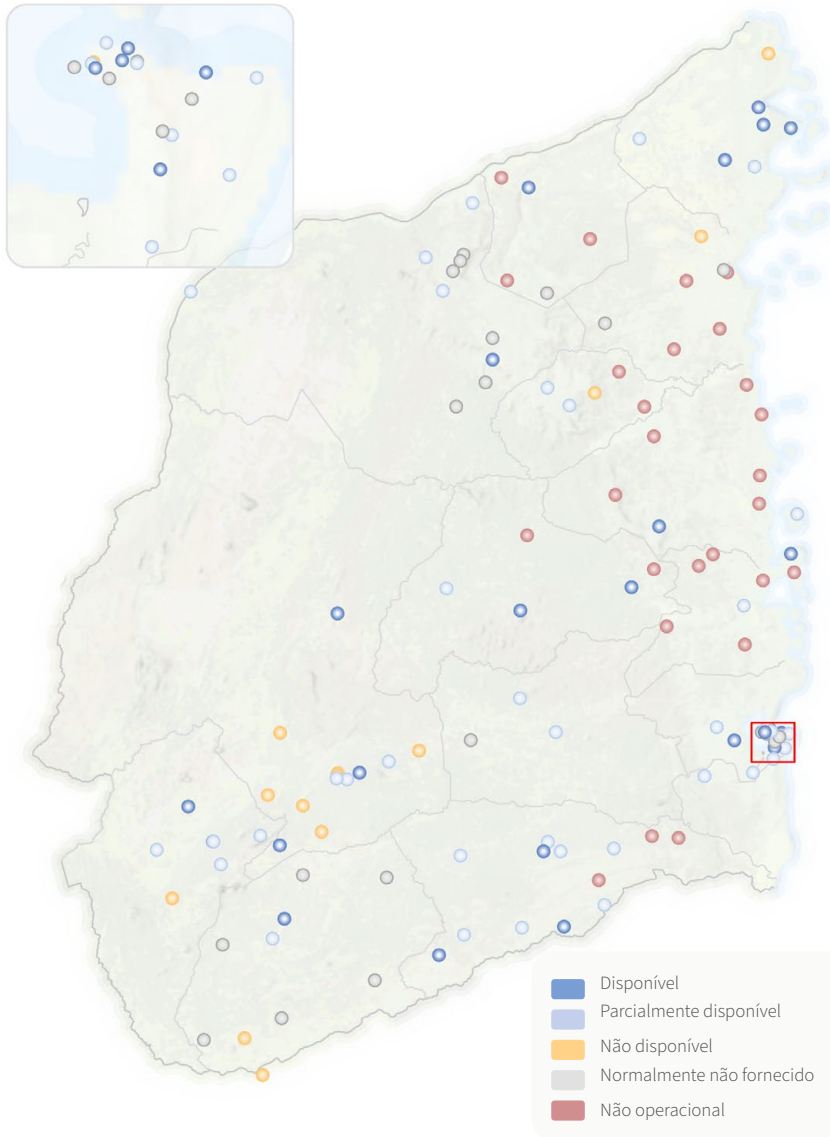 Disponível
Parcialmente disponível
Não disponível
Normalmente não fornecido
Não operacional